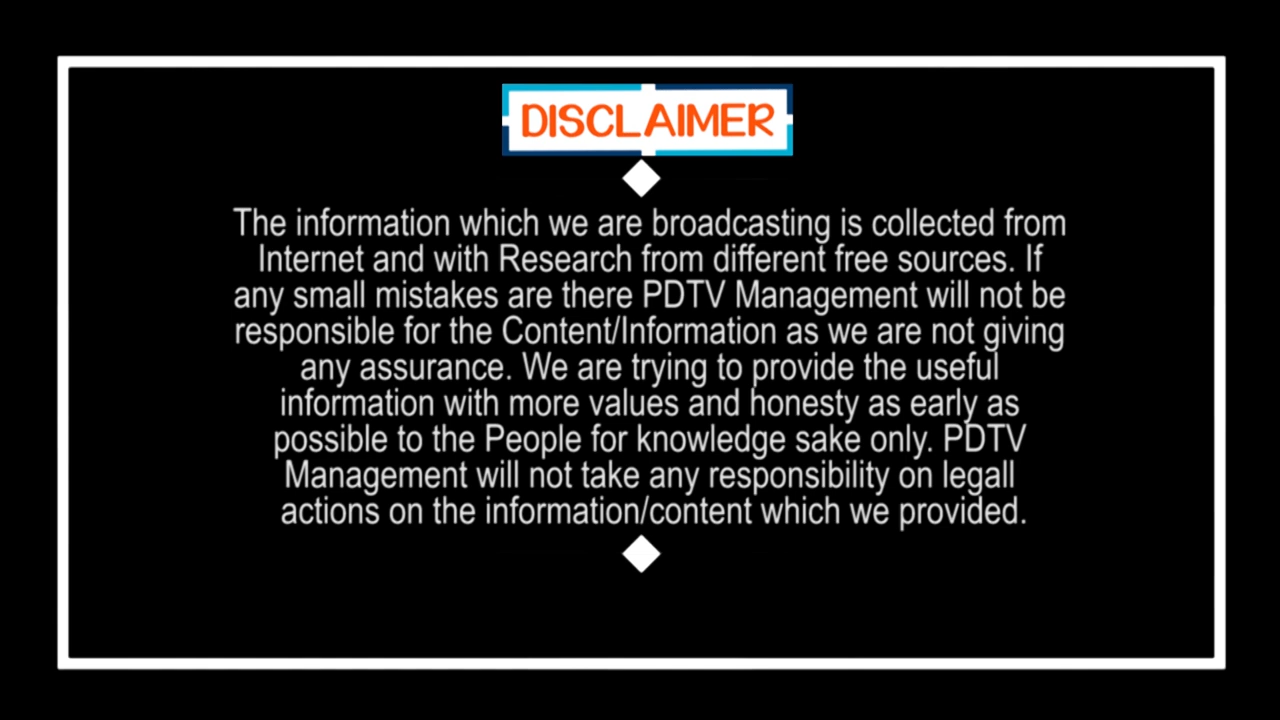 DISCLAIMER
The information which we are broadcasting is collected from
Internet and with Research from different free sources. If
any small mistakes are there PDTV Management will not be
responsible for the Content/Information as we are not giving
any assurance. We are trying to provide the useful
information with more values and honesty as early as
possible to the People for knowledge sake only. PDTV
Management will not take any responsibility on legall
actions on the information/content which we provided.